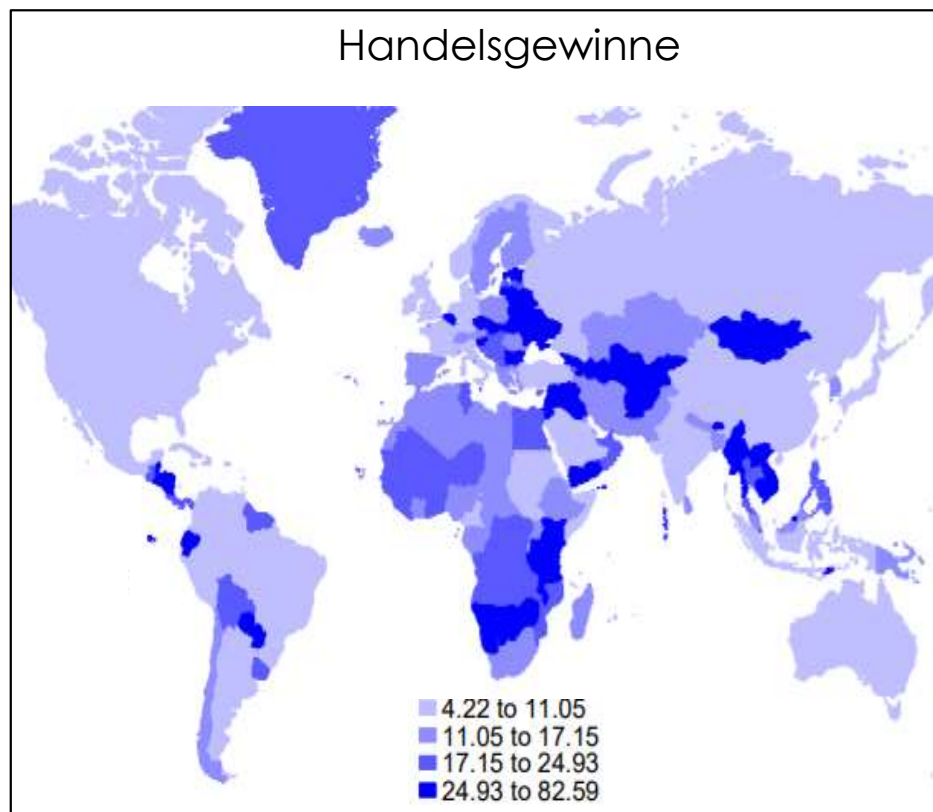 Handelsgewinne
4.22 to 11.05
11.05 to 17.15
17.15 to 24.93
24.93 to 82.59